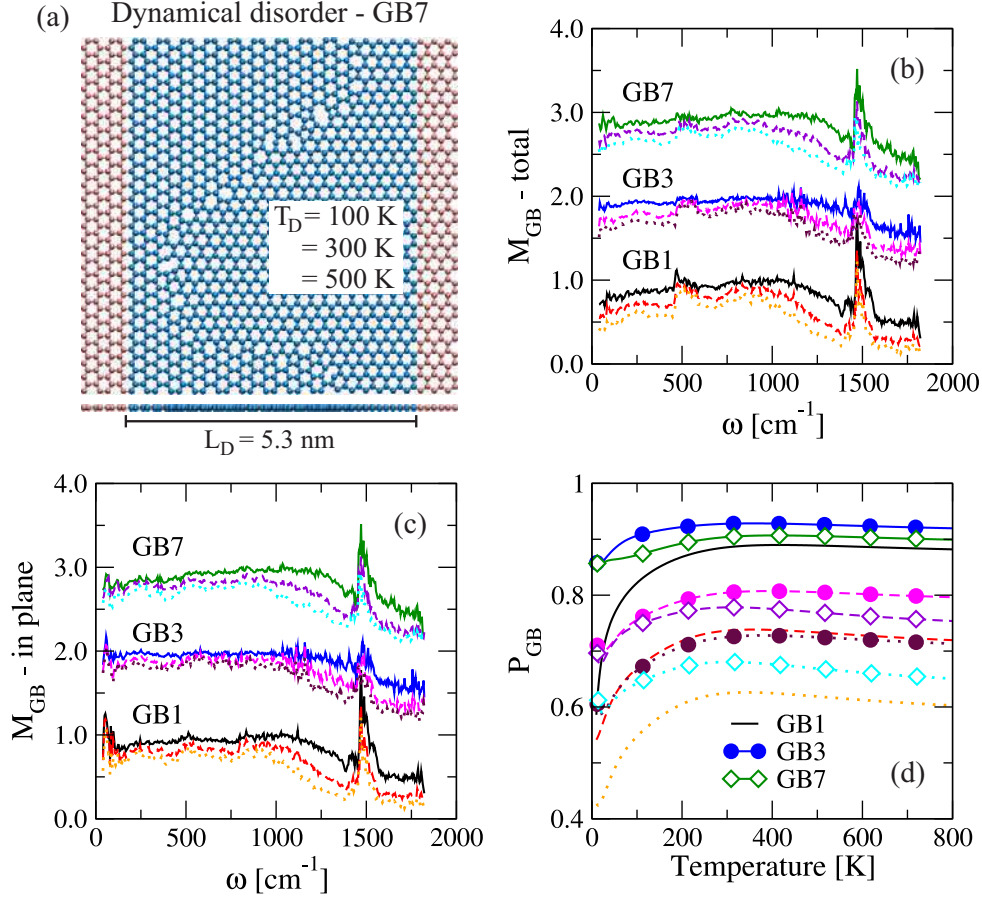 (a) Dynamical disorder - GB7
T_D = 100 K
= 300 K
= 500 K
L_D = 5.3 nm
(b)
4.0
3.0
2.0
1.0
0.0
M_GB - total
GB7
GB3
GB1
0 500 1000 1500 2000
ω [cm⁻¹]
(c)
4.0
3.0
2.0
1.0
0.0
M_GB - in plane
GB7
GB3
GB1
0 500 1000 1500 2000
ω [cm⁻¹]
1
0.8
0.6
0.4
P_GB
GB1
GB3
GB7
(d)
0 200 400 600 800
Temperature [K]